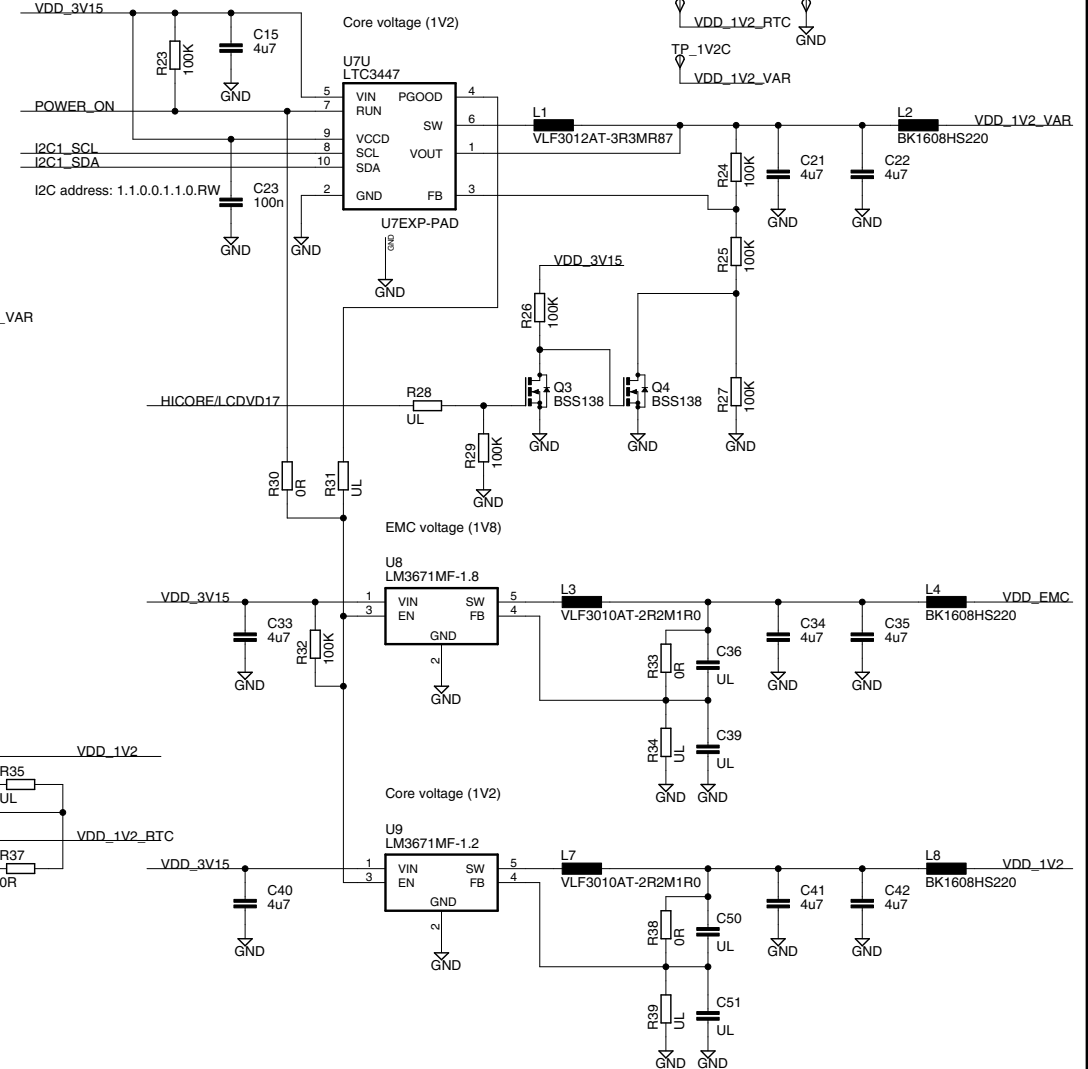 VDD_3V15
Core voltage (1V2)
VDD_1V2_RTC
GND
TP_1V2C
VDD_1V2_VAR
R23
100K
C15
4u7
GND
U7U
LTC3447
POWER_ON
5 VIN PGOOD 4
7 RUN
SW 6
9 VCCD
8 SCL VOUT 1
10 SDA
2 GND FB 3
I2C1_SCL
I2C1_SDA
I2C address: 1.1.0.0.1.1.0.RW
C23
100n
GND
GND
U7EXP-PAD
GND
GND
L1
VLF3012AT-3R3MR87
L2
BK1608HS220
VDD_1V2_VAR
R24
100K
C21
4u7
C22
4u7
GND
GND
R25
100K
VDD_3V15
R26
100K
_VAR
HICORE/LCDVD17
R28
UL
R29
100K
GND
Q3
BSS138
GND
Q4
BSS138
GND
R27
100K
GND
R30
0R
R31
UL
EMC voltage (1V8)
U8
LM3671MF-1.8
VDD_3V15
1 VIN SW 5
3 EN FB 4
GND
2
GND
C33
4u7
GND
R32
100K
L3
VLF3010AT-2R2M1R0
L4
BK1608HS220
VDD_EMC
R33
0R
C36
UL
C34
4u7
GND
C35
4u7
GND
R34
UL
C39
UL
GND
GND
VDD_1V2
R35
UL
VDD_1V2_RTC
R37
0R
Core voltage (1V2)
U9
LM3671MF-1.2
VDD_3V15
1 VIN SW 5
3 EN FB 4
GND
2
GND
C40
4u7
GND
L7
VLF3010AT-2R2M1R0
L8
BK1608HS220
VDD_1V2
R38
0R
C50
UL
C41
4u7
GND
C42
4u7
GND
R39
UL
C51
UL
GND
GND